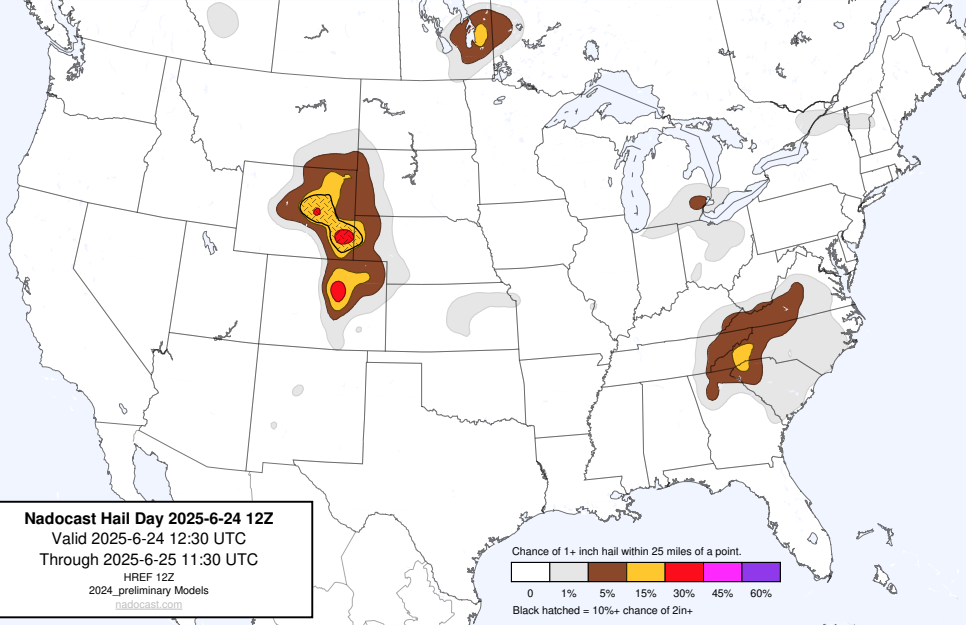 Nadocast Hail Day 2025-6-24 12Z
Valid 2025-6-24 12:30 UTC
Through 2025-6-25 11:30 UTC
HREF 12Z
2024_preliminary Models
nadocast.com
Chance of 1+ inch hail within 25 miles of a point.
0 1% 5% 15% 30% 45% 60%
Black hatched = 10%+ chance of 2in+